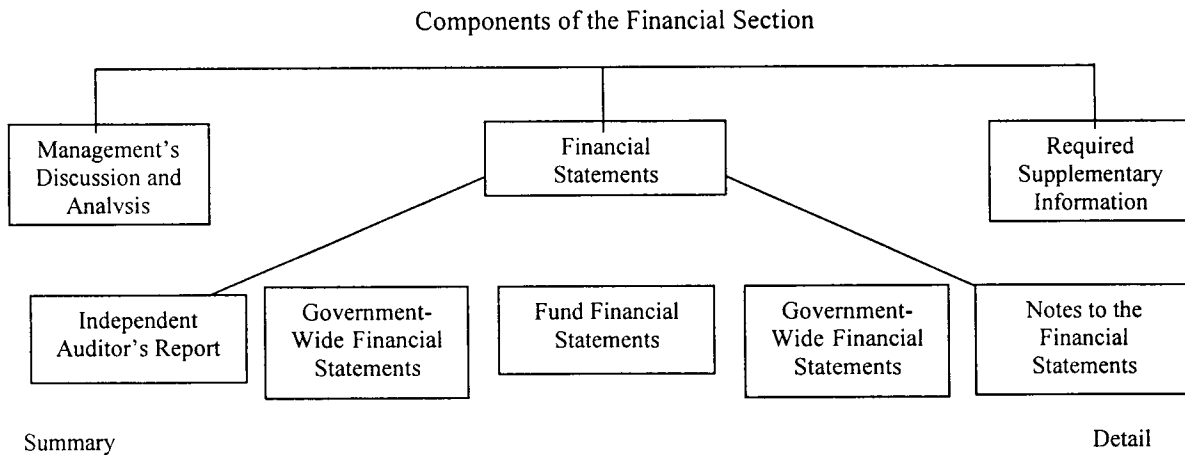 Components of the Financial Section
Management's
Discussion and
Analysis
Financial
Statements
Required
Supplementary
Information
Independent
Auditor's Report
Government-
Wide Financial
Statements
Fund Financial
Statements
Government-
Wide Financial
Statements
Notes to the
Financial
Statements
Summary
Detail